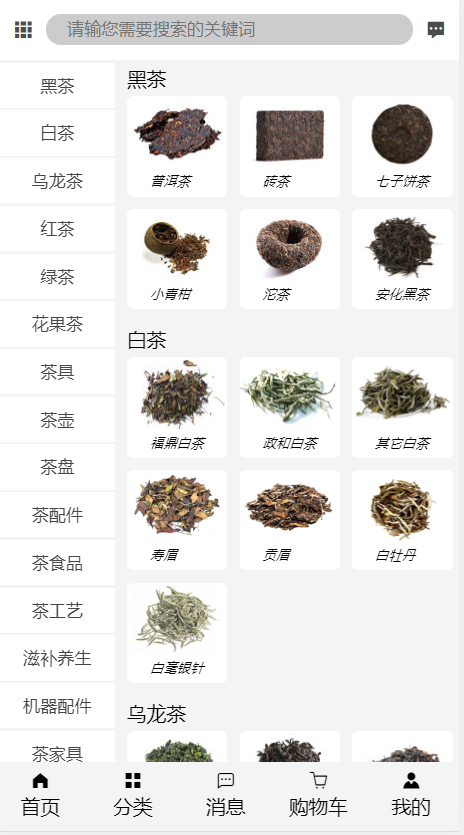 请输您需要搜索的关键词
黑茶
白茶
乌龙茶
红茶
绿茶
花果茶
茶具
茶壶
茶盘
茶配件
茶食品
茶工艺
滋补养生
机器配件
茶家具
黑茶
普洱茶 砖茶 七子饼茶
小青柑 沱茶 安化黑茶
白茶
福鼎白茶 政和白茶 其它白茶
寿眉 贡眉 白牡丹
白毫银针
乌龙茶
首页 分类 消息 购物车 我的